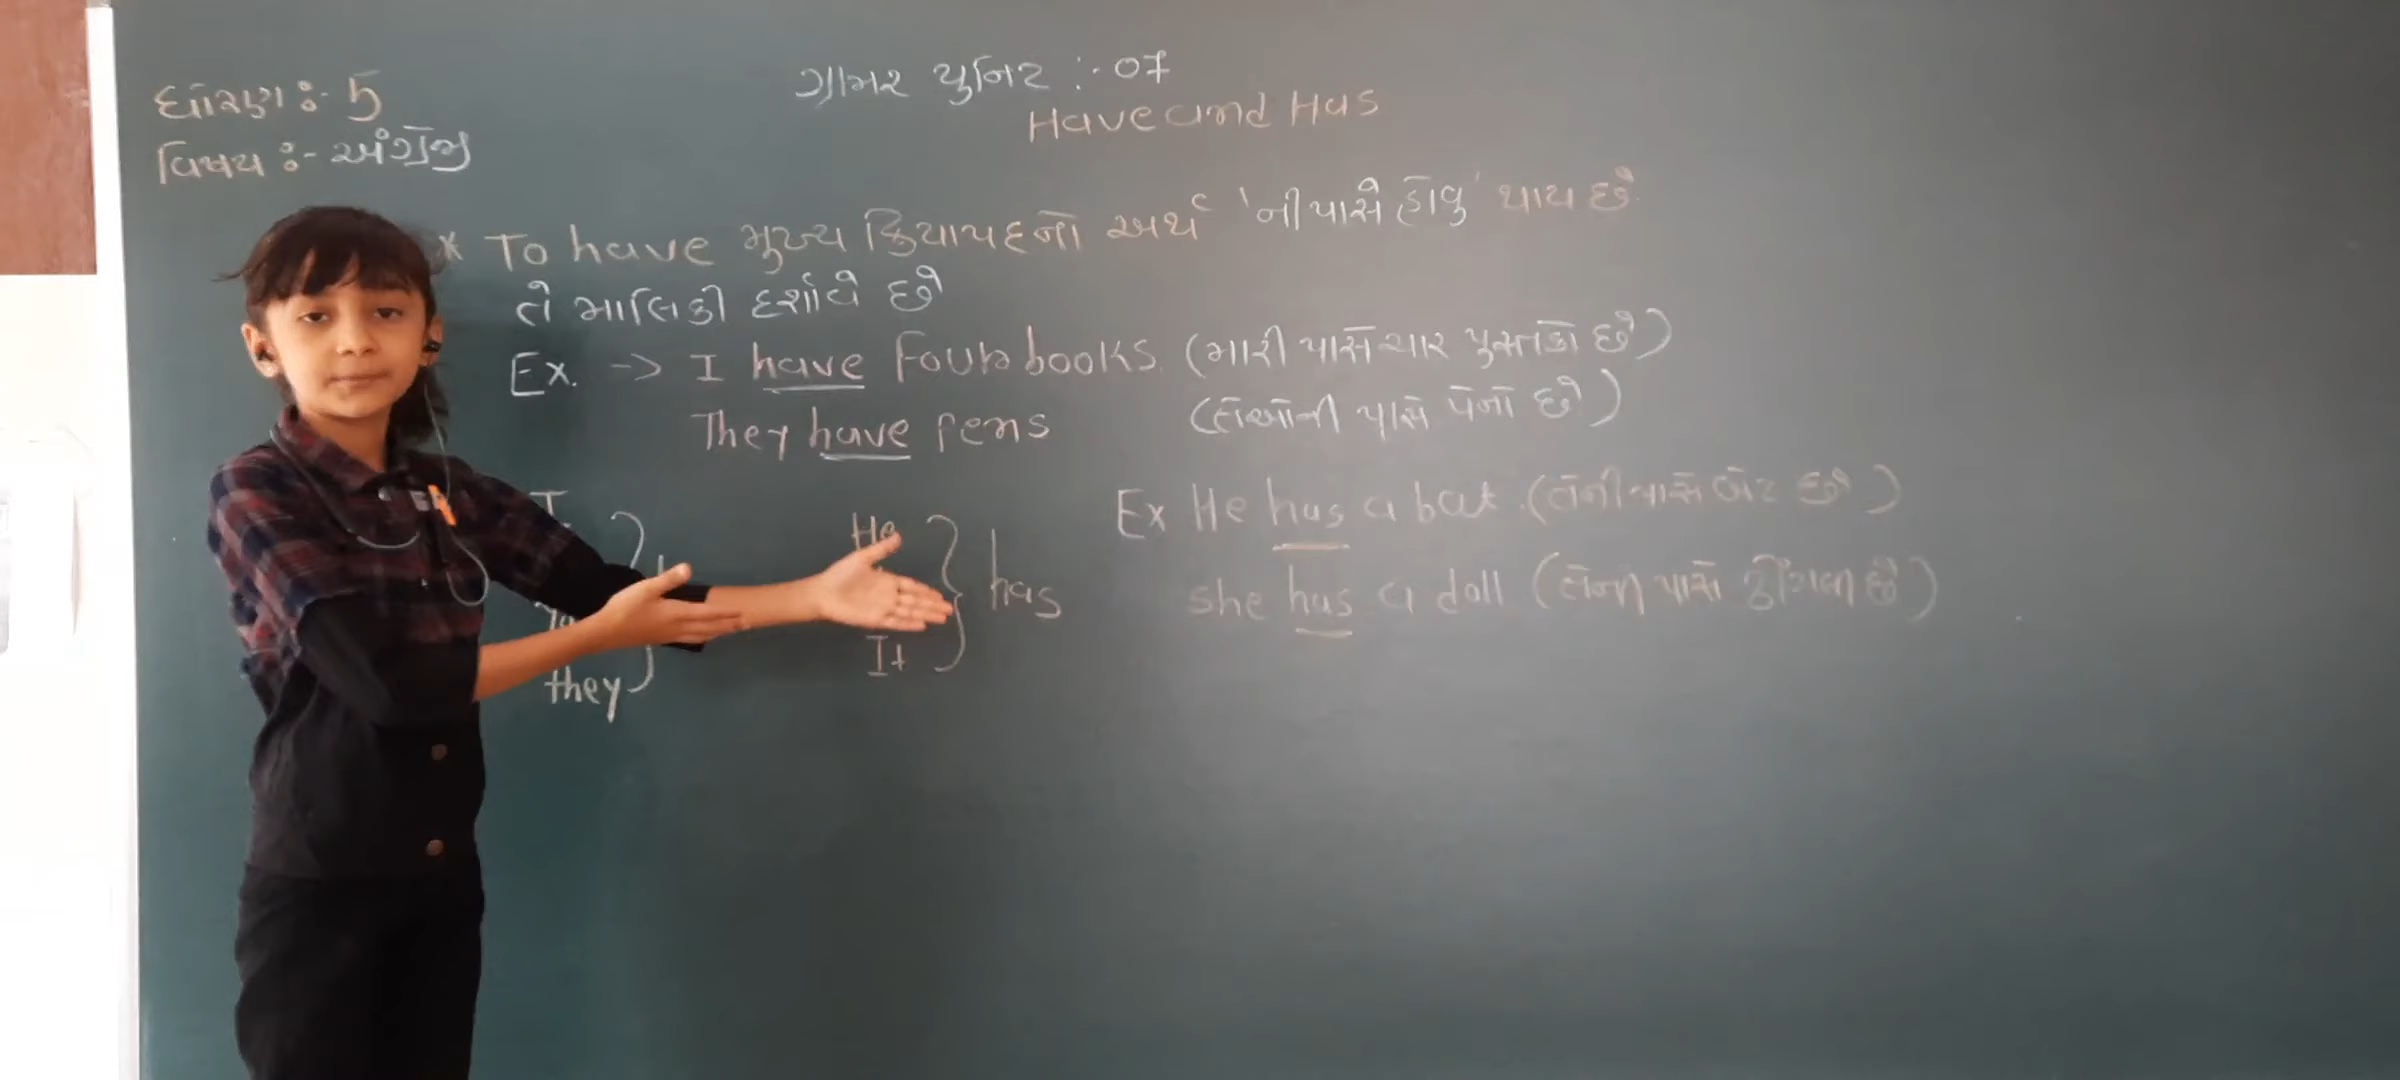 ધોરણ :- 5
વિષય :- અંગ્રેજી
ગ્રામર યુનિટ :- 07
Have and Has
* To have મુખ્ય ક્રિયાપદનો અર્થ 'ની પાસે હોવુ' થાય છે
તે માલિકી દર્શાવે છે
Ex. -> I have Four books. (મારી પાસે ચાર પુસ્તકો છે)
They have pens (તેઓની પાસે પેનો છે)
I
they
He
It
has
Ex He has a bat. (તેની પાસે બેટ છે)
she has a doll (તેની પાસે ઢીંગલી છે)